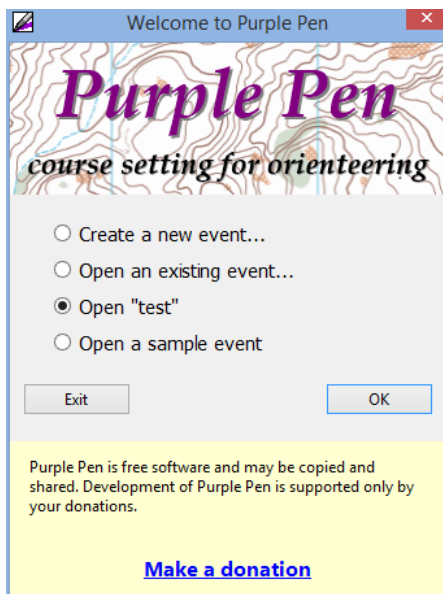 Welcome to Purple Pen
Purple Pen
course setting for orienteering
Create a new event...
Open an existing event...
Open "test"
Open a sample event
Exit
OK
Purple Pen is free software and may be copied and
shared. Development of Purple Pen is supported only by
your donations.
Make a donation